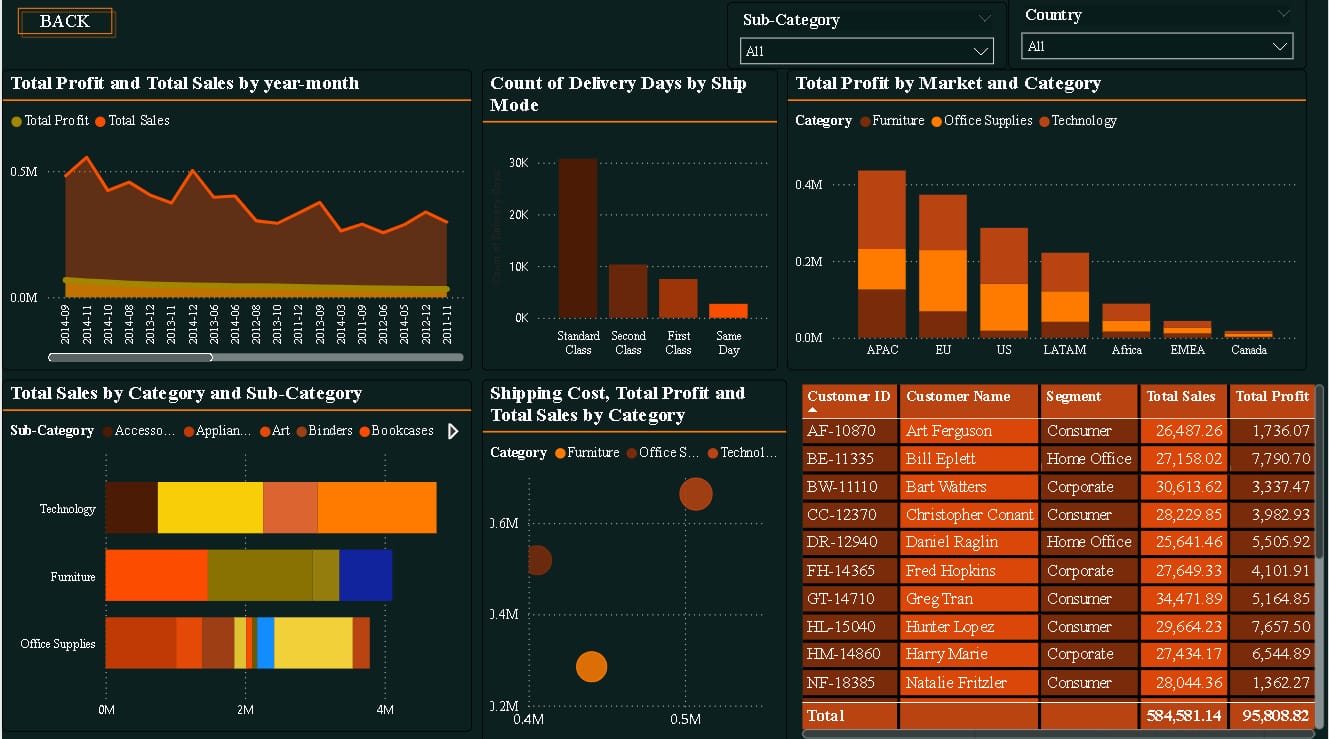 BACK
Sub-Category
All
Country
All
Total Profit and Total Sales by year-month
Total Profit Total Sales
0.5M
0.0M
2014-09
2014-11
2014-10
2014-08
2013-12
2013-11
2014-12
2013-06
2014-06
2012-08
2013-10
2012-11
2013-09
2014-03
2011-09
2012-06
2014-05
2012-12
2011-11
Count of Delivery Days by Ship
Mode
30K
20K
10K
0K
Count of Delivery Days
Standard
Class
Second
Class
First
Class
Same
Day
Total Profit by Market and Category
Category Furniture Office Supplies Technology
0.4M
0.2M
0.0M
APAC EU US LATAM Africa EMEA Canada
Total Sales by Category and Sub-Category
Sub-Category Accesso... Applian... Art Binders Bookcases
Technology
Furniture
Office Supplies
0M 2M 4M
Shipping Cost, Total Profit and
Total Sales by Category
Category Furniture Office S... Technol...
0.6M
0.4M
0.2M
0.4M 0.5M
Customer ID Customer Name Segment Total Sales Total Profit
AF-10870 Art Ferguson Consumer 26,487.26 1,736.07
BE-11335 Bill Eplett Home Office 27,158.02 7,790.70
BW-11110 Bart Watters Corporate 30,613.62 3,337.47
CC-12370 Christopher Conant Consumer 28,229.85 3,982.93
DR-12940 Daniel Raglin Home Office 25,641.46 5,505.92
FH-14365 Fred Hopkins Corporate 27,649.33 4,101.91
GT-14710 Greg Tran Consumer 34,471.89 5,164.85
HL-15040 Hunter Lopez Consumer 29,664.23 7,657.50
HM-14860 Harry Marie Corporate 27,434.17 6,544.89
NF-18385 Natalie Fritzler Consumer 28,044.36 1,362.27
Total 584,581.14 95,808.82